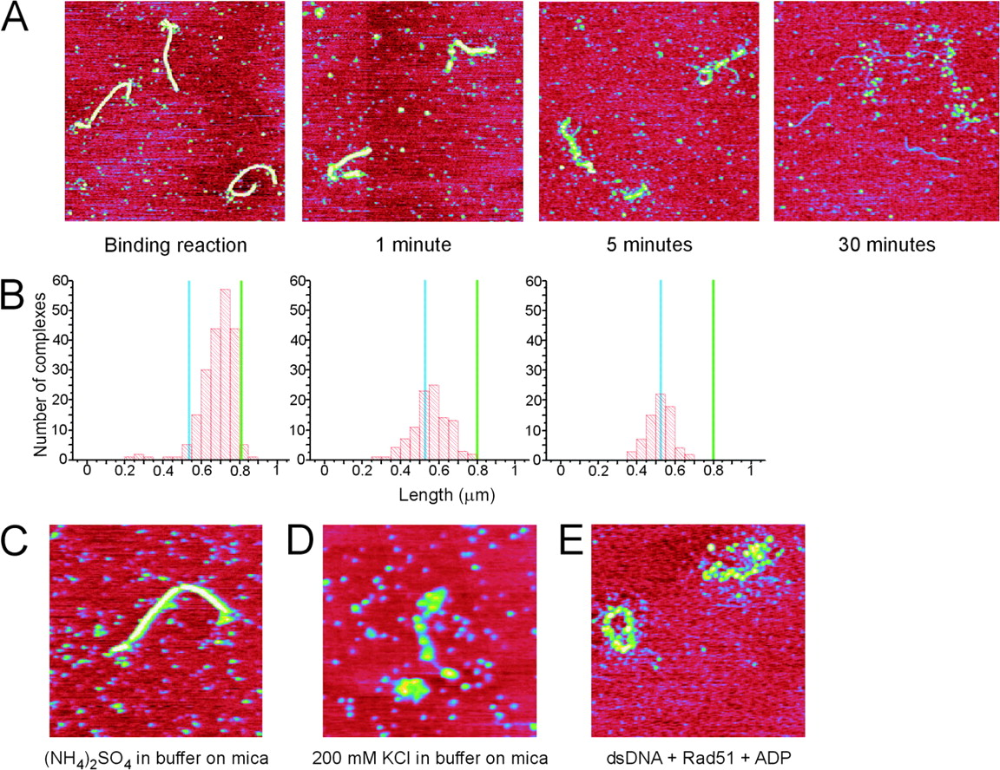 A
Binding reaction
1 minute
5 minutes
30 minutes
B
Number of complexes
60
50
40
30
20
10
0
0 0.2 0.4 0.6 0.8 1
60
50
40
30
20
10
0
0 0.2 0.4 0.6 0.8 1
60
50
40
30
20
10
0
0 0.2 0.4 0.6 0.8 1
Length (μm)
C
(NH4)2SO4 in buffer on mica
D
200 mM KCl in buffer on mica
E
dsDNA + Rad51 + ADP